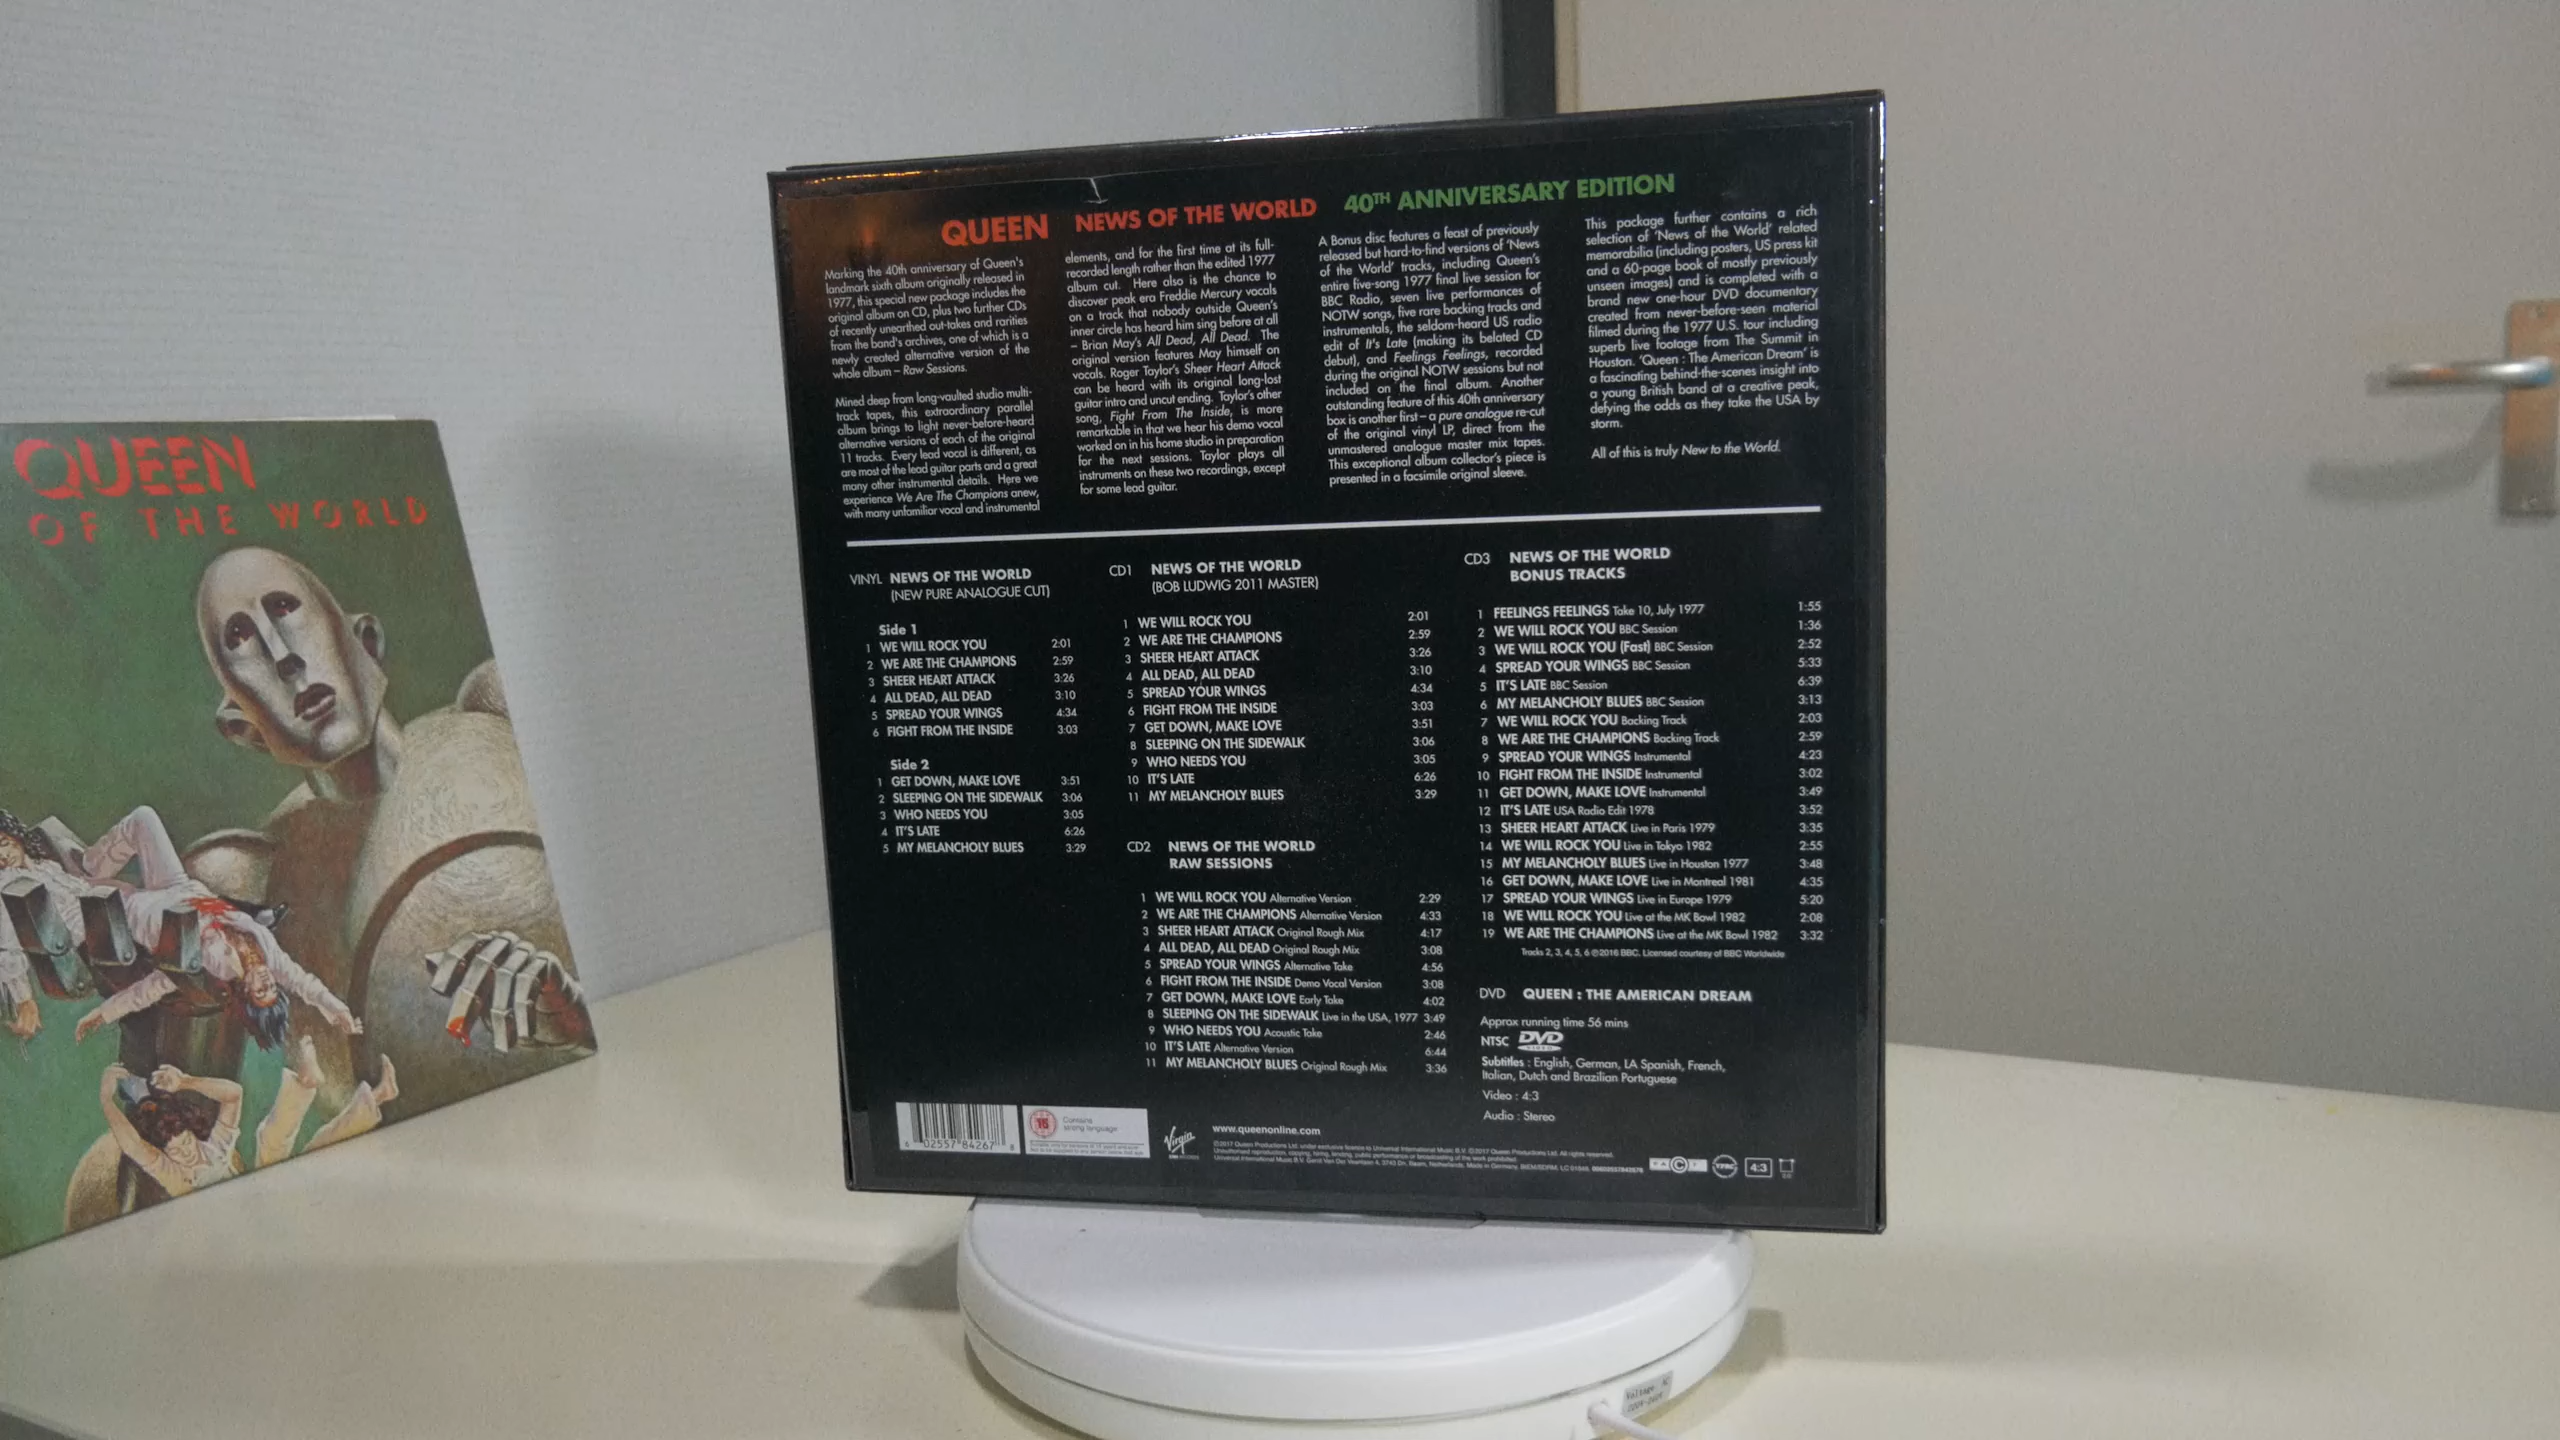 QUEEN
OF THE WORLD
QUEEN NEWS OF THE WORLD 40TH ANNIVERSARY EDITION
Marking the 40th anniversary of Queen's
landmark sixth album originally released in
1977, this special new package includes the
original album on CD, plus two further CDs
of recently unearthed out-takes and rarities
from the band's archives, one of which is a
newly created alternative version of the
whole album – Raw Sessions.
Mined deep from long-vaulted studio multi-
track tapes, this extraordinary parallel
album brings to light never-before-heard
alternative versions of each of the original
11 tracks. Every lead vocal is different, as
are most of the lead guitar parts and a great
many other instrumental details. Here we
experience We Are The Champions anew,
with many unfamiliar vocal and instrumental
elements, and for the first time at its full-
recorded length rather than the edited 1977
album cut. Here also is the chance to
discover peak era Freddie Mercury vocals
on a track that nobody outside Queen's
inner circle has heard him sing before at all
– Brian May's All Dead, All Dead. The
original version features May himself on
vocals. Roger Taylor's Sheer Heart Attack
can be heard with its original long-lost
guitar intro and uncut ending. Taylor's other
song, Fight From The Inside, is more
remarkable in that we hear his demo vocal
worked on in his home studio in preparation
for the next sessions. Taylor plays all
instruments on these two recordings, except
for some lead guitar.
A Bonus disc features a feast of previously
released but hard-to-find versions of 'News
of the World' tracks, including Queen's
entire five-song 1977 final live session for
BBC Radio, seven live performances of
NOTW songs, five rare backing tracks and
instrumentals, the seldom-heard US radio
edit of It's Late (making its belated CD
debut), and Feelings Feelings, recorded
during the original NOTW sessions but not
included on the final album. Another
outstanding feature of this 40th anniversary
box is another first – a pure analogue re-cut
of the original vinyl LP, direct from the
unmastered analogue master mix tapes.
This exceptional album collector's piece is
presented in a facsimile original sleeve.
This package further contains a rich
selection of 'News of the World' related
memorabilia (including posters, US press kit
and a 60-page book of mostly previously
unseen images) and is completed with a
brand new one-hour DVD documentary
created from never-before-seen material
filmed during the 1977 U.S. tour including
superb live footage from The Summit in
Houston. 'Queen : The American Dream' is
a fascinating behind-the-scenes insight into
a young British band at a creative peak,
defying the odds as they take the USA by
storm.
All of this is truly New to the World.
VINYL NEWS OF THE WORLD
(NEW PURE ANALOGUE CUT)
Side 1
1 WE WILL ROCK YOU 2:01
2 WE ARE THE CHAMPIONS 2:59
3 SHEER HEART ATTACK 3:26
4 ALL DEAD, ALL DEAD 3:10
5 SPREAD YOUR WINGS 4:34
6 FIGHT FROM THE INSIDE 3:03
Side 2
1 GET DOWN, MAKE LOVE 3:51
2 SLEEPING ON THE SIDEWALK 3:06
3 WHO NEEDS YOU 3:05
4 IT'S LATE 6:26
5 MY MELANCHOLY BLUES 3:29
CD1 NEWS OF THE WORLD
(BOB LUDWIG 2011 MASTER)
1 WE WILL ROCK YOU 2:01
2 WE ARE THE CHAMPIONS 2:59
3 SHEER HEART ATTACK 3:26
4 ALL DEAD, ALL DEAD 3:10
5 SPREAD YOUR WINGS 4:34
6 FIGHT FROM THE INSIDE 3:03
7 GET DOWN, MAKE LOVE 3:51
8 SLEEPING ON THE SIDEWALK 3:06
9 WHO NEEDS YOU 3:05
10 IT'S LATE 6:26
11 MY MELANCHOLY BLUES 3:29
CD2 NEWS OF THE WORLD
RAW SESSIONS
1 WE WILL ROCK YOU Alternative Version 2:29
2 WE ARE THE CHAMPIONS Alternative Version 4:33
3 SHEER HEART ATTACK Original Rough Mix 4:17
4 ALL DEAD, ALL DEAD Original Rough Mix 3:08
5 SPREAD YOUR WINGS Alternative Take 4:56
6 FIGHT FROM THE INSIDE Demo Vocal Version 3:08
7 GET DOWN, MAKE LOVE Early Take 4:02
8 SLEEPING ON THE SIDEWALK Live in the USA, 1977 3:49
9 WHO NEEDS YOU Acoustic Take 2:46
10 IT'S LATE Alternative Version 6:44
11 MY MELANCHOLY BLUES Original Rough Mix 3:36
CD3 NEWS OF THE WORLD
BONUS TRACKS
1 FEELINGS FEELINGS Take 10, July 1977 1:55
2 WE WILL ROCK YOU BBC Session 1:36
3 WE WILL ROCK YOU (Fast) BBC Session 2:52
4 SPREAD YOUR WINGS BBC Session 5:33
5 IT'S LATE BBC Session 6:39
6 MY MELANCHOLY BLUES BBC Session 3:13
7 WE WILL ROCK YOU Backing Track 2:03
8 WE ARE THE CHAMPIONS Backing Track 2:59
9 SPREAD YOUR WINGS Instrumental 4:23
10 FIGHT FROM THE INSIDE Instrumental 3:02
11 GET DOWN, MAKE LOVE Instrumental 3:49
12 IT'S LATE USA Radio Edit 1978 3:52
13 SHEER HEART ATTACK Live in Paris 1979 3:35
14 WE WILL ROCK YOU Live in Tokyo 1982 2:55
15 MY MELANCHOLY BLUES Live in Houston 1977 3:48
16 GET DOWN, MAKE LOVE Live in Montreal 1981 4:35
17 SPREAD YOUR WINGS Live in Europe 1979 5:20
18 WE WILL ROCK YOU Live at the MK Bowl 1982 2:08
19 WE ARE THE CHAMPIONS Live at the MK Bowl 1982 3:32
Tracks 2, 3, 4, 5, 6 ℗2016 BBC. Licensed courtesy of BBC Worldwide
DVD QUEEN : THE AMERICAN DREAM
Approx running time 56 mins
NTSC DVD VIDEO
Subtitles : English, German, LA Spanish, French,
Italian, Dutch and Brazilian Portuguese
Video : 4:3
Audio : Stereo
6 02557 84267 8
15 Contains
strong language
Virgin
www.queenonline.com
4:3